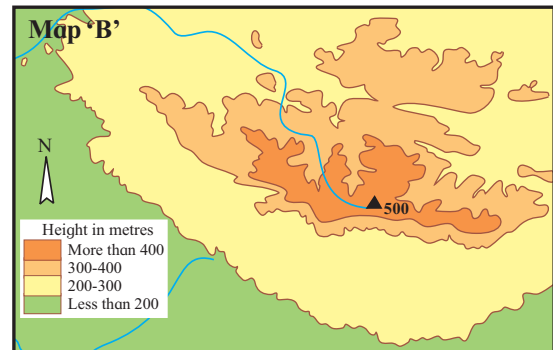 Map ‘B’
N
500
Height in metres
More than 400
300-400
200-300
Less than 200